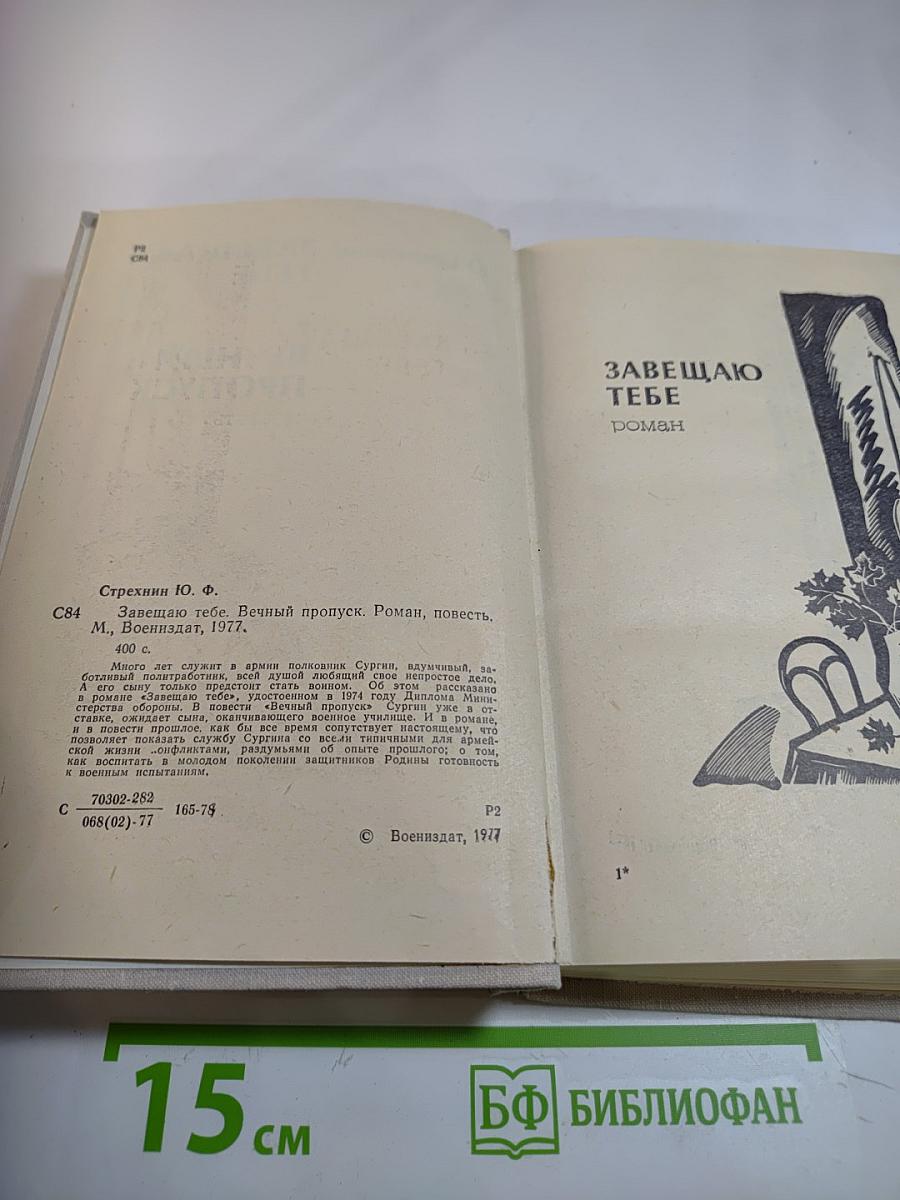 Р2
С84
Стрехнин Ю. Ф.
С84 Завещаю тебе. Вечный пропуск. Роман, повесть.
М., Воениздат, 1977.
400 с.
Много лет служит в армии полковник Сургин, вдумчивый, за-
ботливый политработник, всей душой любящий свое непростое дело.
А его сыну только предстоит стать воином. Об этом рассказано
в романе «Завещаю тебе», удостоенном в 1974 году Диплома Мини-
стерства обороны. В повести «Вечный пропуск» Сургин уже в от-
ставке, ожидает сына, оканчивающего военное училище. И в романе,
и в повести прошлое, как бы все время сопутствует настоящему, что
позволяет показать службу Сургина со всеми типичными для армей-
ской жизни конфликтами, раздумьями об опыте прошлого; о том,
как воспитать в молодом поколении защитников Родины готовность
к военным испытаниям.
С 70302-282
068(02)-77 165-78
Р2
© Воениздат, 1977
ЗАВЕЩАЮ
ТЕБЕ
роман
1*
15 см
БФ БИБЛИОФАН